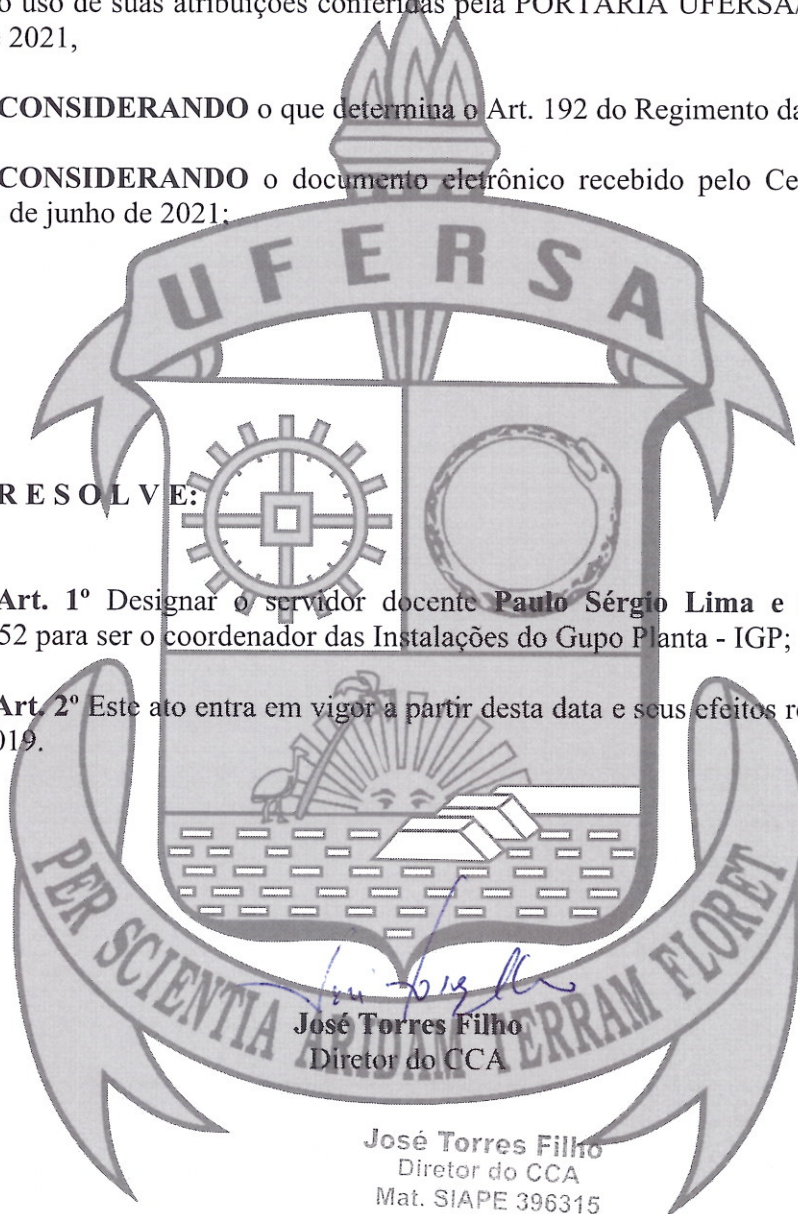 o uso de suas atribuições conferidas pela PORTARIA UFERSA/
2021,
CONSIDERANDO o que determina o Art. 192 do Regimento da
CONSIDERANDO o documento eletrônico recebido pelo Ce
de junho de 2021;
UFERSA
R E S O L V E:
Art. 1º Designar o servidor docente Paulo Sérgio Lima e
52 para ser o coordenador das Instalações do Gupo Planta - IGP;
Art. 2º Este ato entra em vigor a partir desta data e seus efeitos re
019.
PER SCIENTIA ARIDAM TERRAM FLORET
José Torres Filho
Diretor do CCA
José Torres Filho
Diretor do CCA
Mat. SIAPE 396315